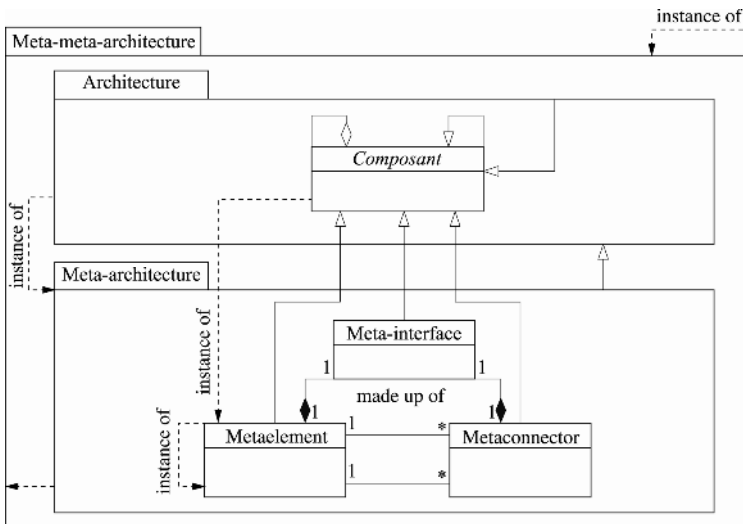 instance of
Meta-meta-architecture
Architecture
Composant
instance of
Meta-architecture
instance of
Meta-interface
1
1
made up of
1
1
Metaelement
1
*
Metaconnector
instance of
1
*